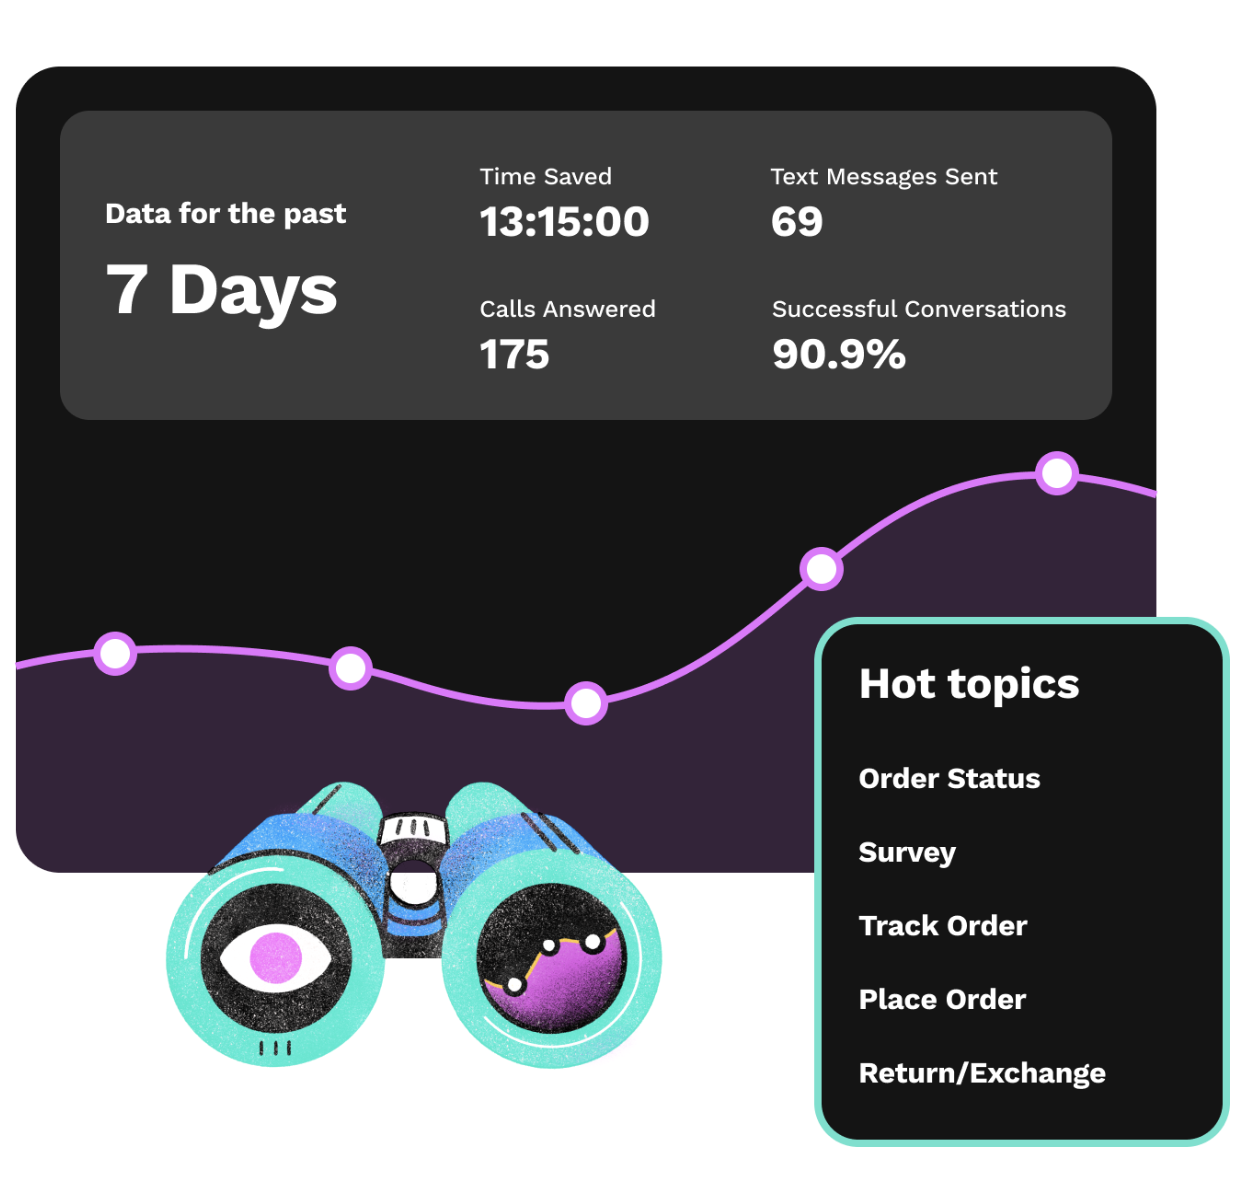 Data for the past
7 Days
Time Saved
13:15:00
Text Messages Sent
69
Calls Answered
175
Successful Conversations
90.9%
Hot topics
Order Status
Survey
Track Order
Place Order
Return/Exchange